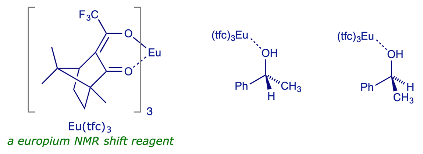 F3C
O
Eu
O
3
Eu(tfc)3
a europium NMR shift reagent
(tfc)3Eu
OH
Ph
CH3
H
(tfc)3Eu
OH
Ph
H
CH3